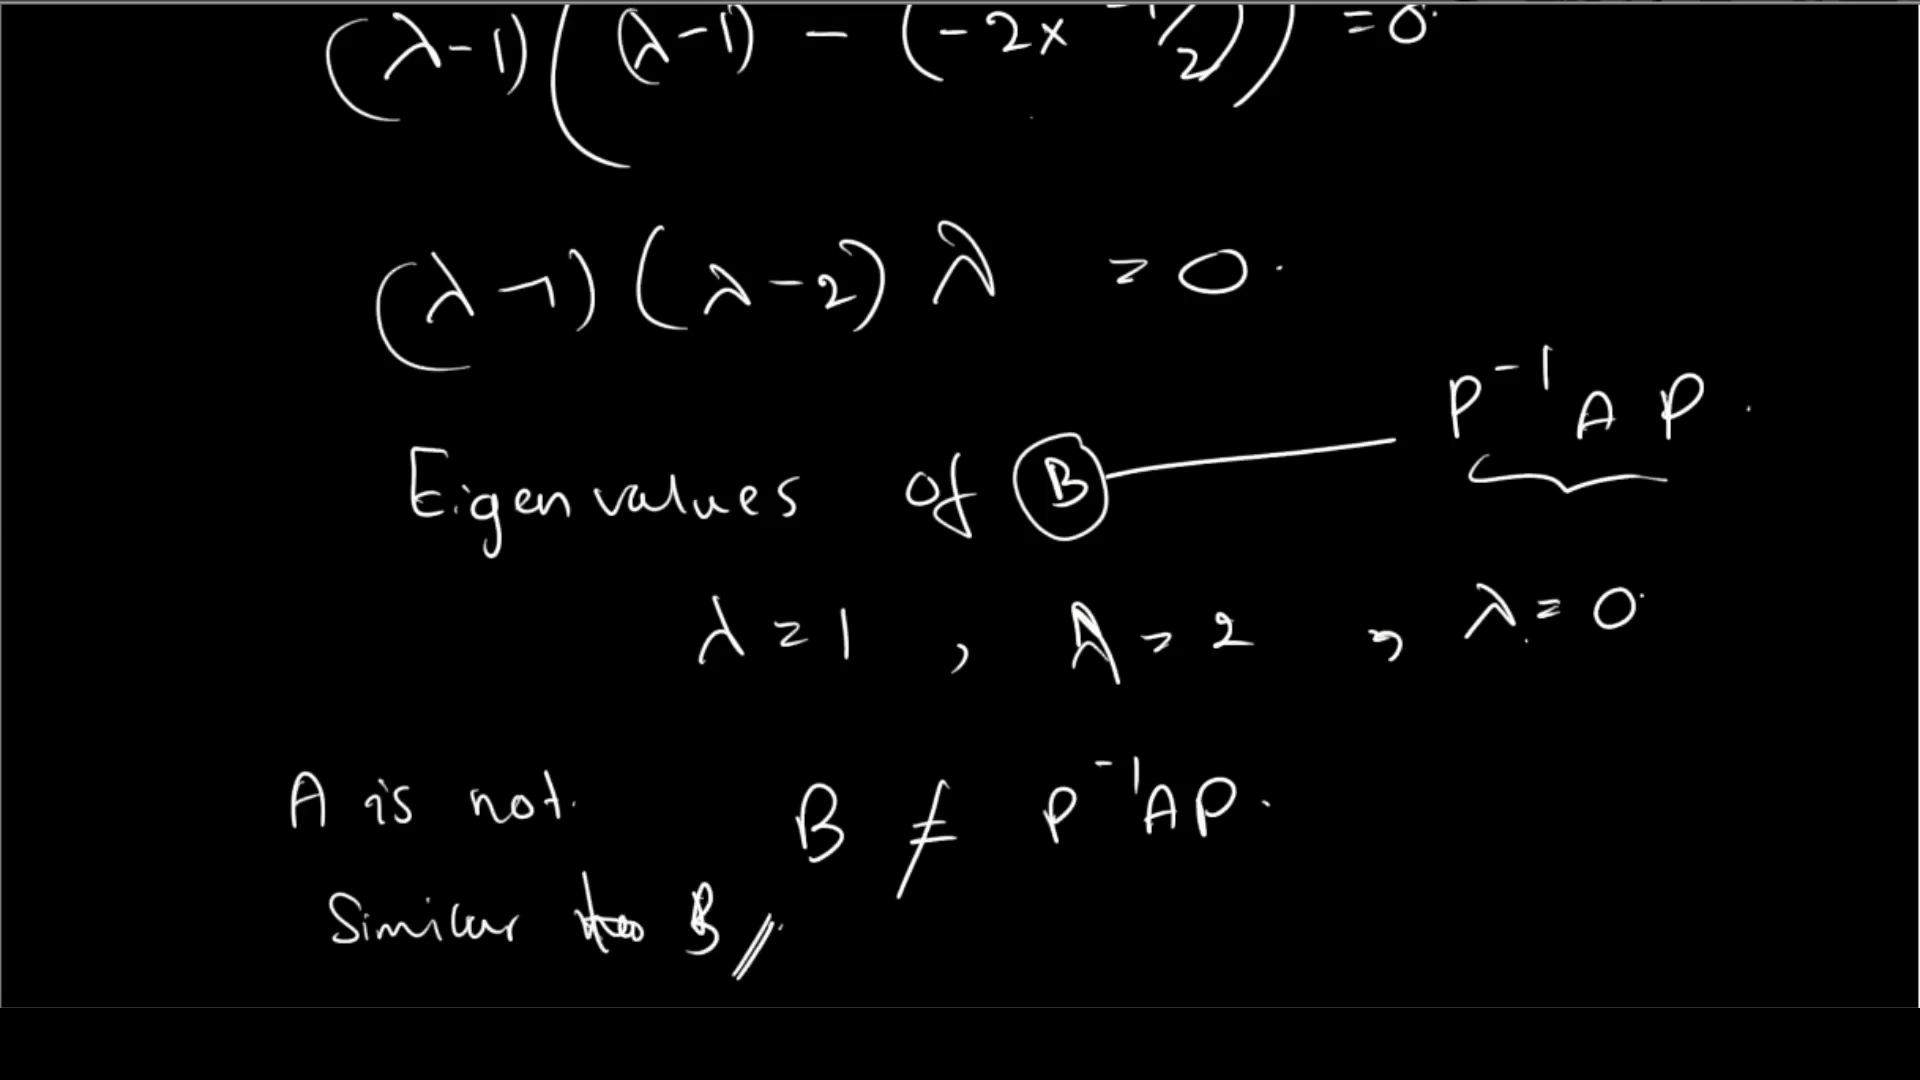 (λ-1)((λ-1) - (-2x -1/2)) = 0.
(λ-1)(λ-2)λ = 0.
P⁻¹AP.
Eigenvalues of B
λ=1, λ=2, λ=0.
A is not. B ≠ P⁻¹AP.
Similar to B//